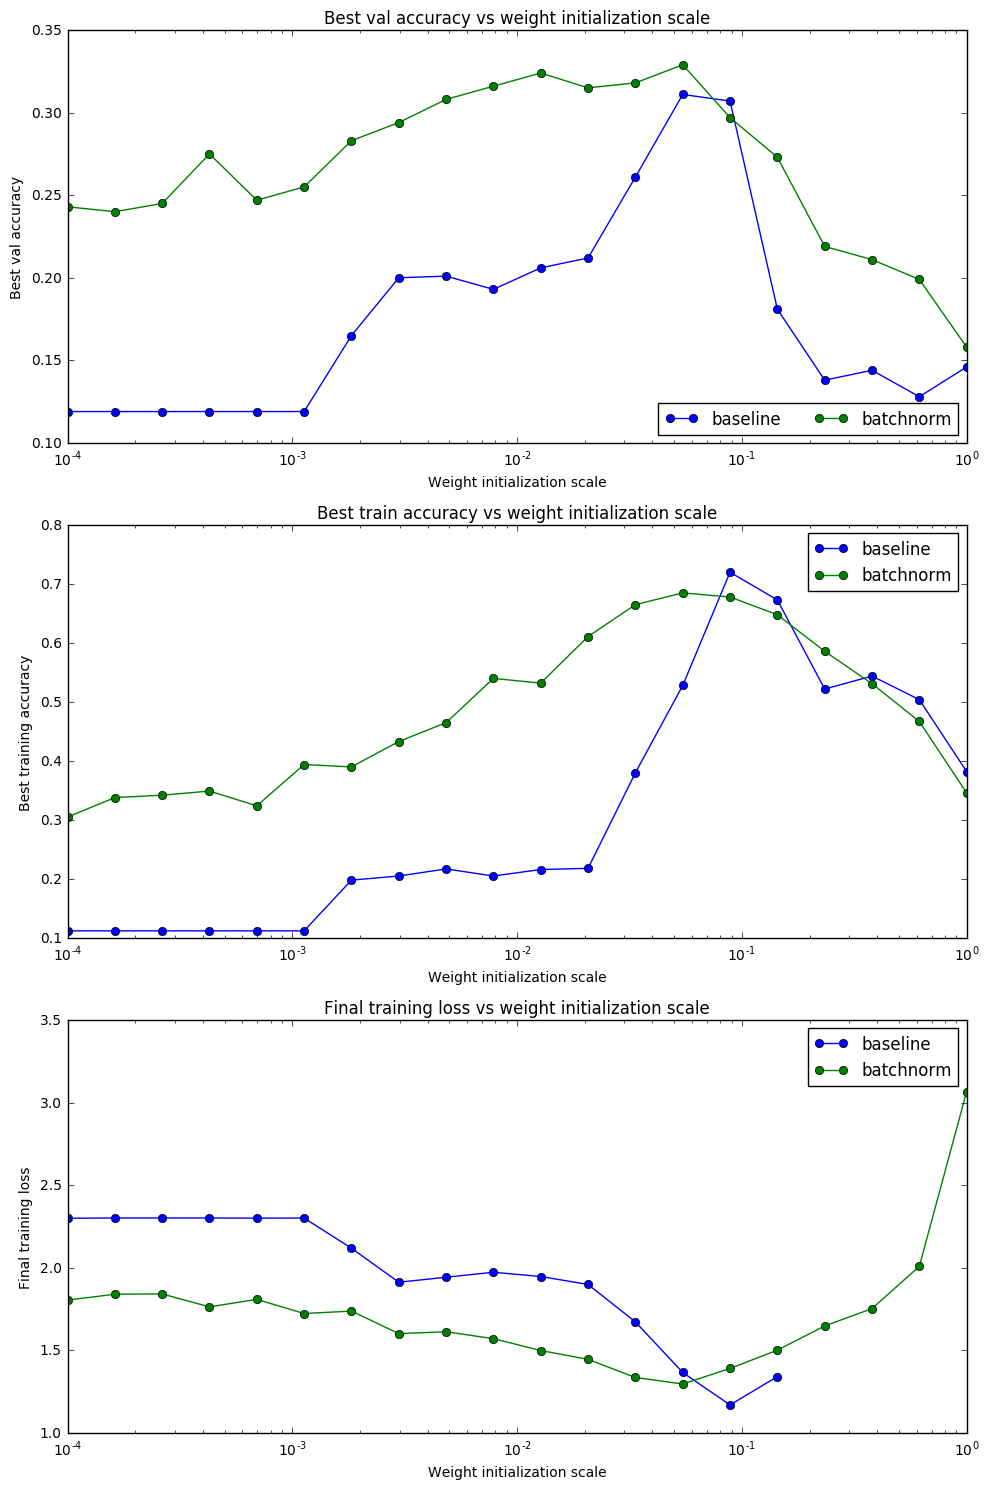 Best val accuracy vs weight initialization scale
0.35
0.30
0.25
0.20
0.15
0.10
Best val accuracy
baseline batchnorm
10^-4 10^-3 10^-2 10^-1 10^0
Weight initialization scale
Best train accuracy vs weight initialization scale
0.8
0.7
0.6
0.5
0.4
0.3
0.2
0.1
Best training accuracy
baseline
batchnorm
10^-4 10^-3 10^-2 10^-1 10^0
Weight initialization scale
Final training loss vs weight initialization scale
3.5
3.0
2.5
2.0
1.5
1.0
Final training loss
baseline
batchnorm
10^-4 10^-3 10^-2 10^-1 10^0
Weight initialization scale